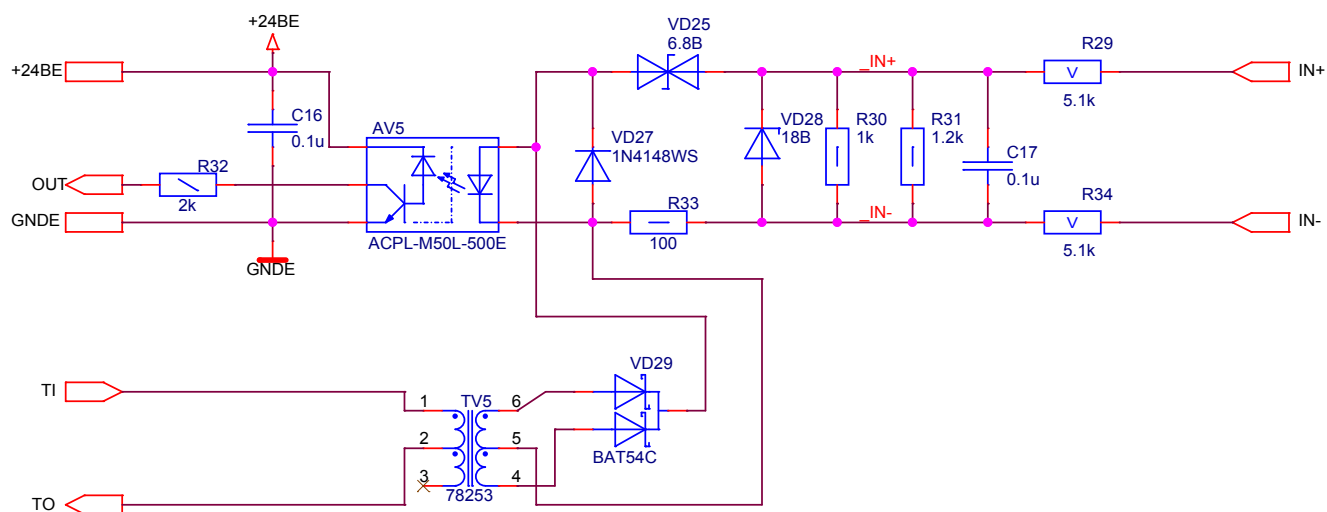 +24BE
VD25
6.8B
R29
+24BE
_IN+
V
IN+
5.1k
C16
0.1u
AV5
VD27
1N4148WS
VD28
18B
R30
1k
R31
1.2k
C17
0.1u
R32
OUT
2k
R33
R34
GNDE
_IN-
V
IN-
ACPL-M50L-500E
100
5.1k
GNDE
VD29
TI
1
TV5
6
2
5
BAT54C
3
4
78253
TO